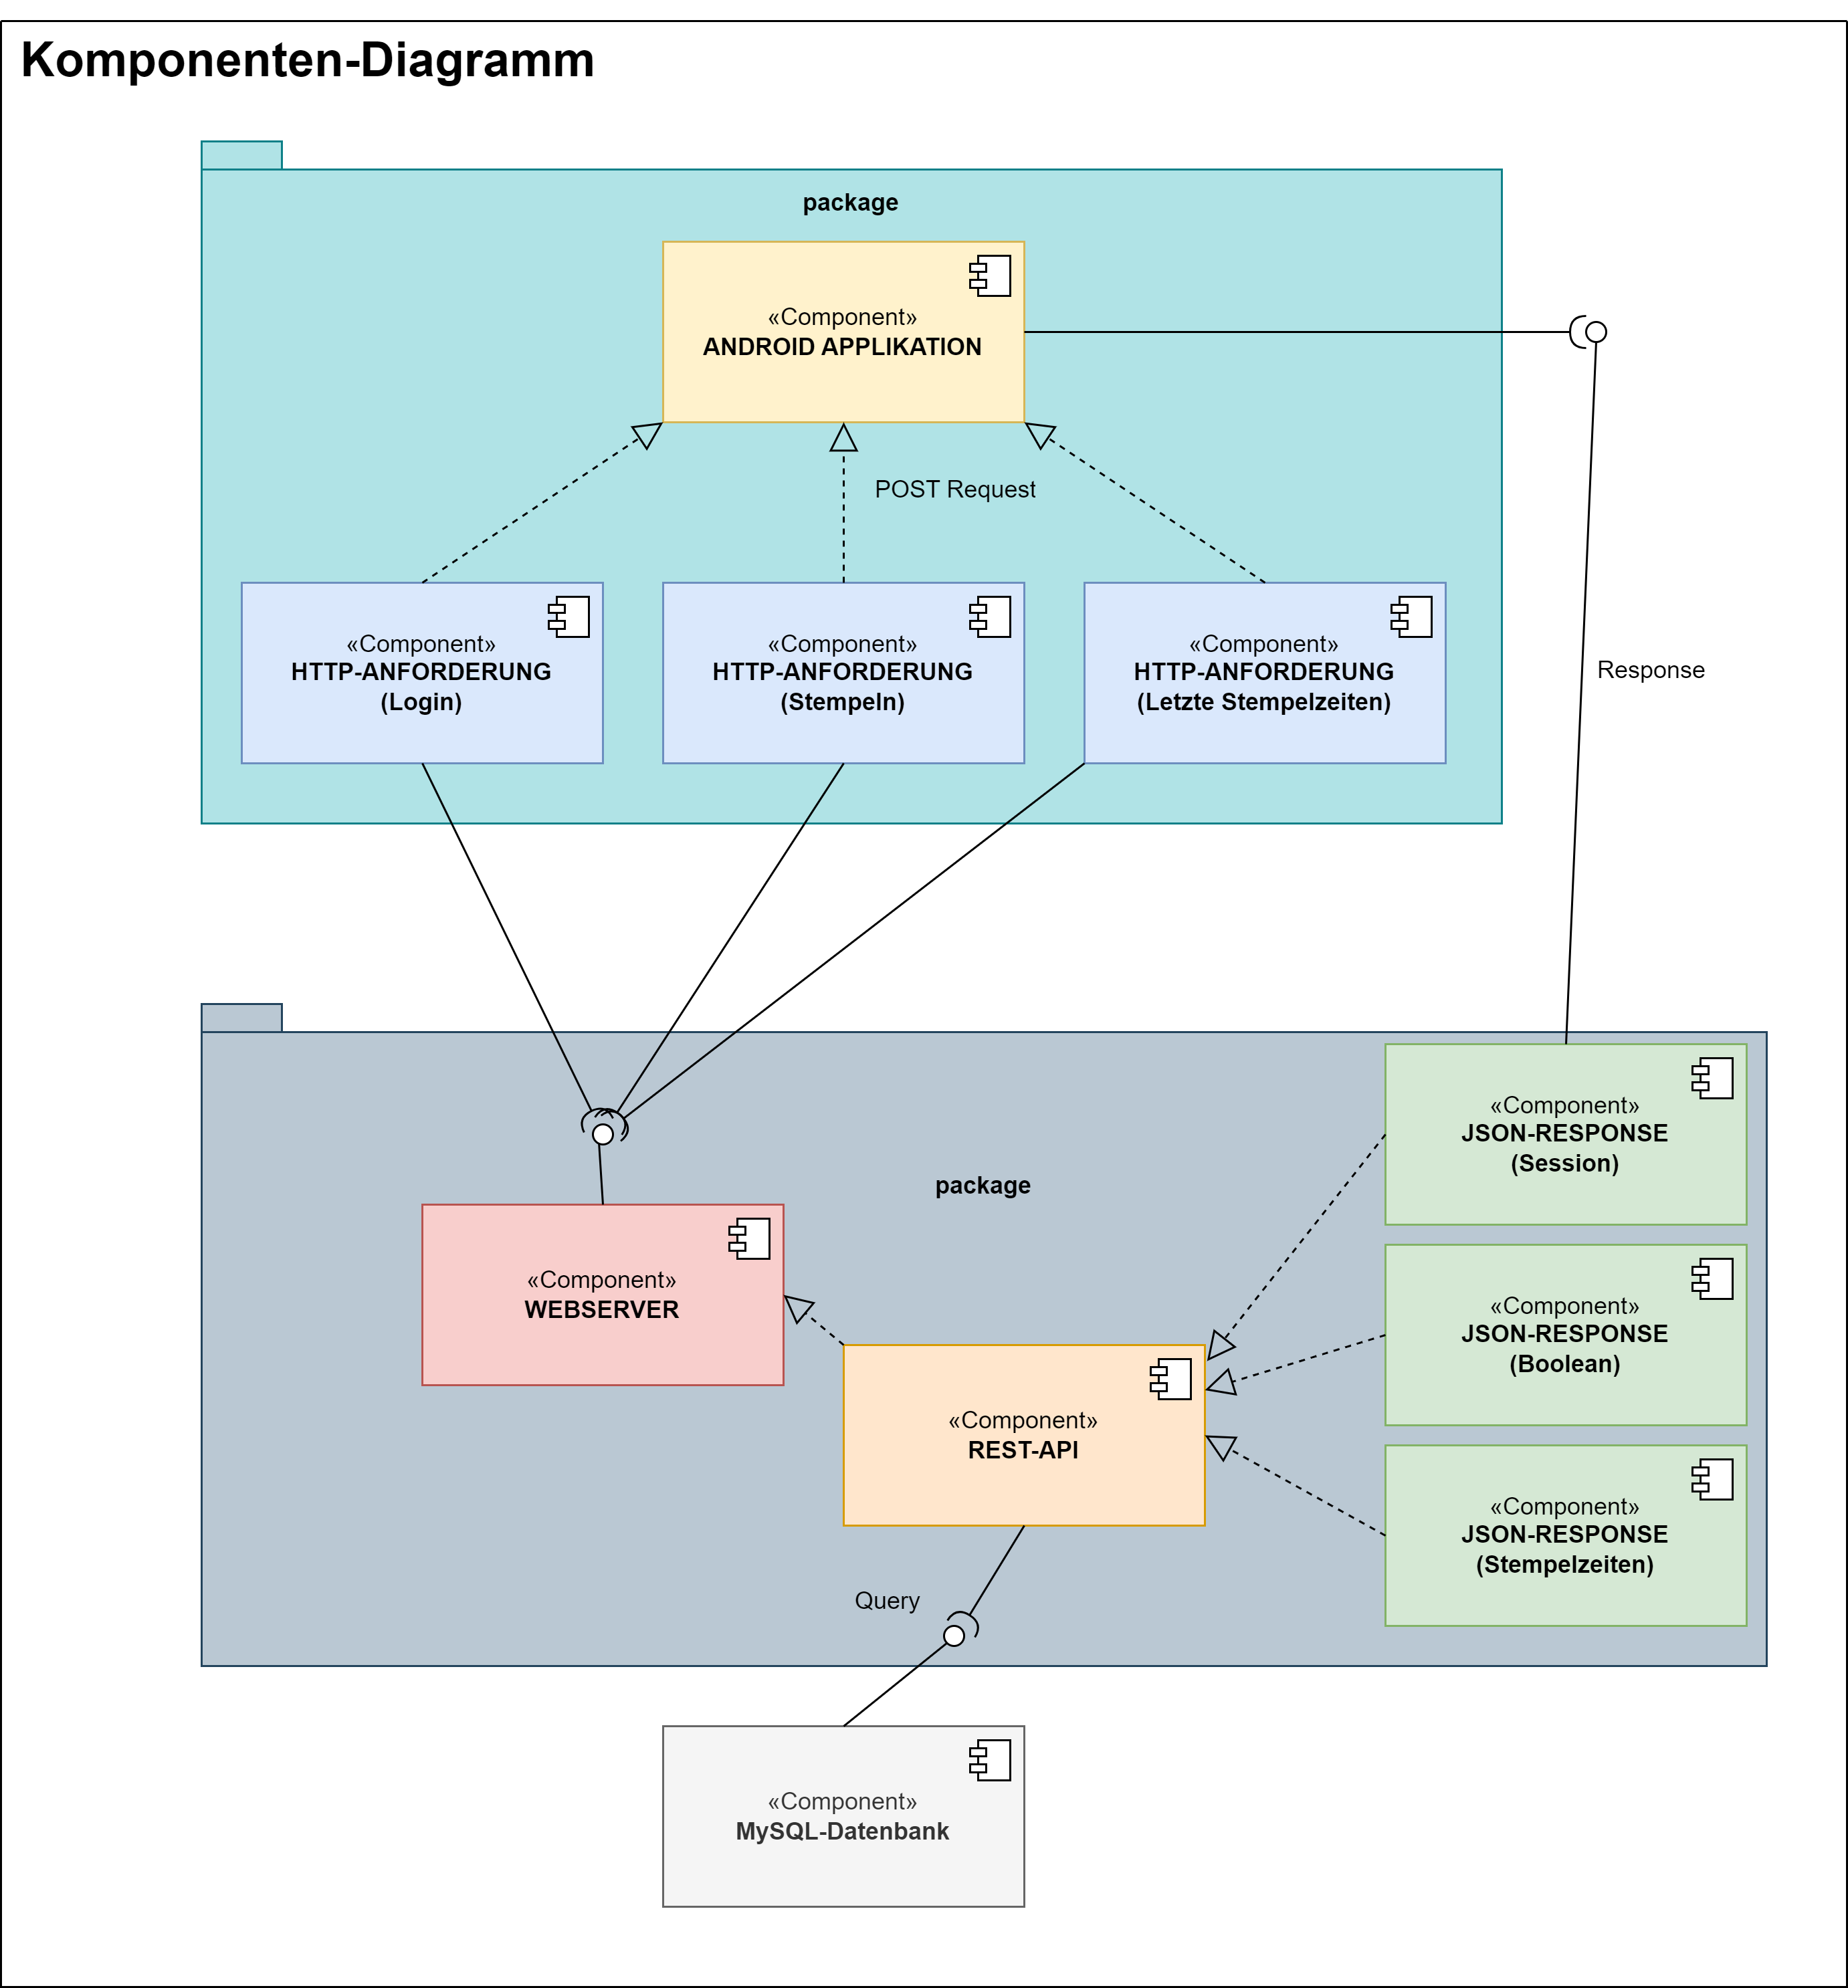 Komponenten-Diagramm
package
«Component»
ANDROID APPLIKATION
POST Request
«Component»
HTTP-ANFORDERUNG
(Login)
«Component»
HTTP-ANFORDERUNG
(Stempeln)
«Component»
HTTP-ANFORDERUNG
(Letzte Stempelzeiten)
Response
package
«Component»
JSON-RESPONSE
(Session)
«Component»
WEBSERVER
«Component»
JSON-RESPONSE
(Boolean)
«Component»
REST-API
«Component»
JSON-RESPONSE
(Stempelzeiten)
Query
«Component»
MySQL-Datenbank